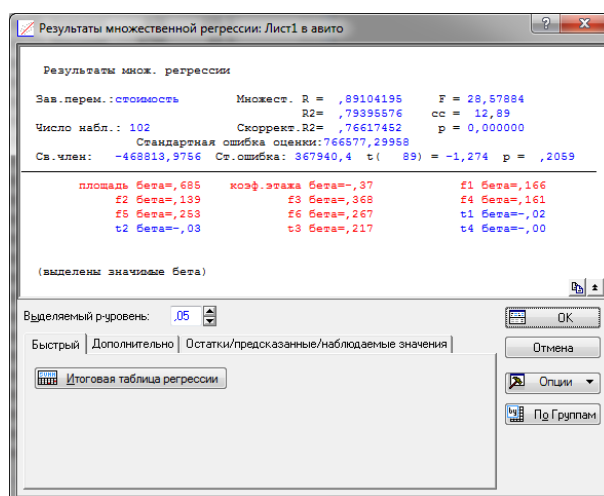 Результаты множественной регрессии: Лист1 в авито
Результаты множ. регрессии
Зав.перем.:стоимость Множест. R = ,89104195 F = 28,57884
R2= ,79395576 cc = 12,89
Число набл.: 102 Скоррект.R2= ,76617452 p = 0,000000
Стандартная ошибка оценки:766577,29958
Св.член: -468813,9756 Ст.ошибка: 367940,4 t( 89) = -1,274 p = ,2059
площадь бета=,685 коэф.этажа бета=-,37 f1 бета=,166
f2 бета=,139 f3 бета=,368 f4 бета=,161
f5 бета=,253 f6 бета=,267 t1 бета=-,02
t2 бета=-,03 t3 бета=,217 t4 бета=-,00
(выделены значимые бета)
Выделяемый p-уровень: ,05
OK
Быстрый Дополнительно Остатки/предсказанные/наблюдаемые значения
Отмена
Итоговая таблица регрессии
Опции
По Группам